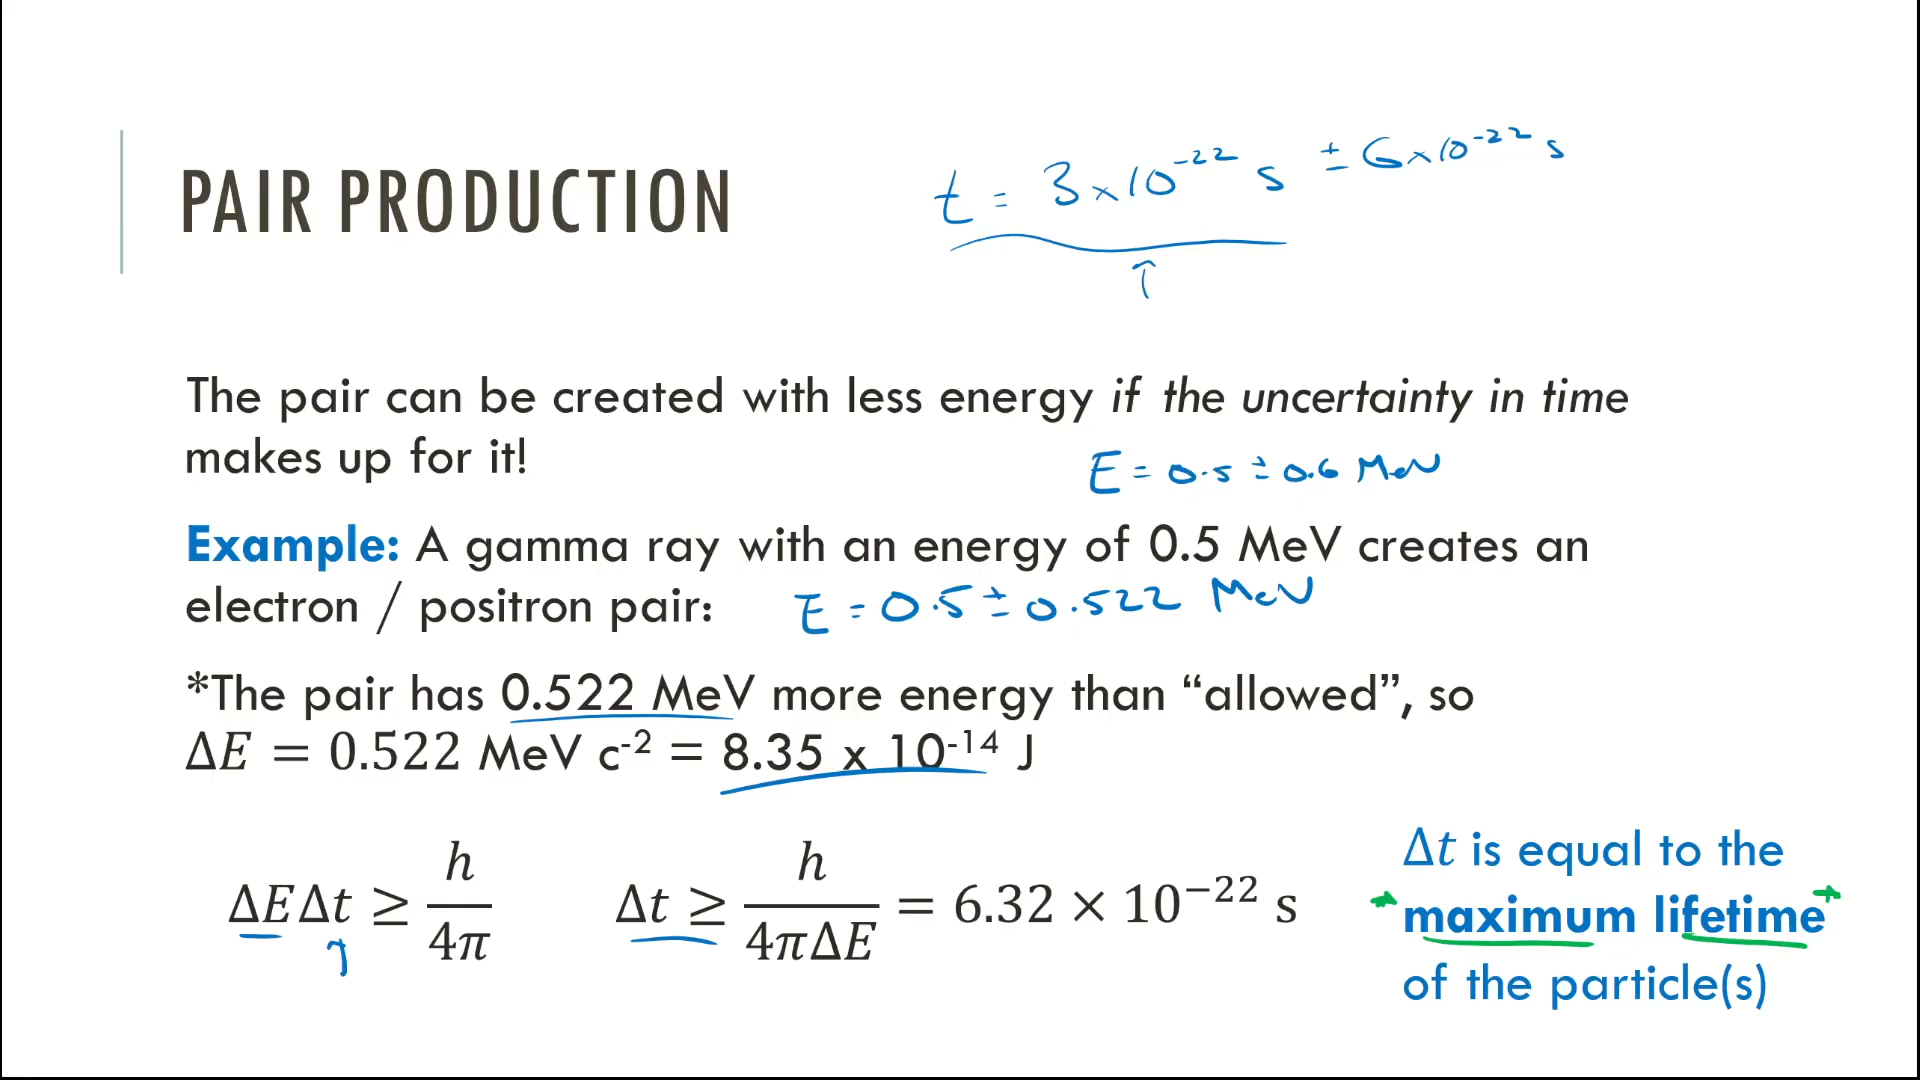 PAIR PRODUCTION
t = 3×10⁻²² s ± 6×10⁻²² s
The pair can be created with less energy if the uncertainty in time
makes up for it!
E = 0.5 ± 0.6 MeV
Example: A gamma ray with an energy of 0.5 MeV creates an
electron / positron pair:
E = 0.5 ± 0.522 MeV
*The pair has 0.522 MeV more energy than “allowed”, so
ΔE = 0.522 MeV c⁻² = 8.35 x 10⁻¹⁴ J
ΔEΔt ≥ h/4π
Δt ≥ h/4πΔE = 6.32 × 10⁻²² s
Δt is equal to the
maximum lifetime
of the particle(s)